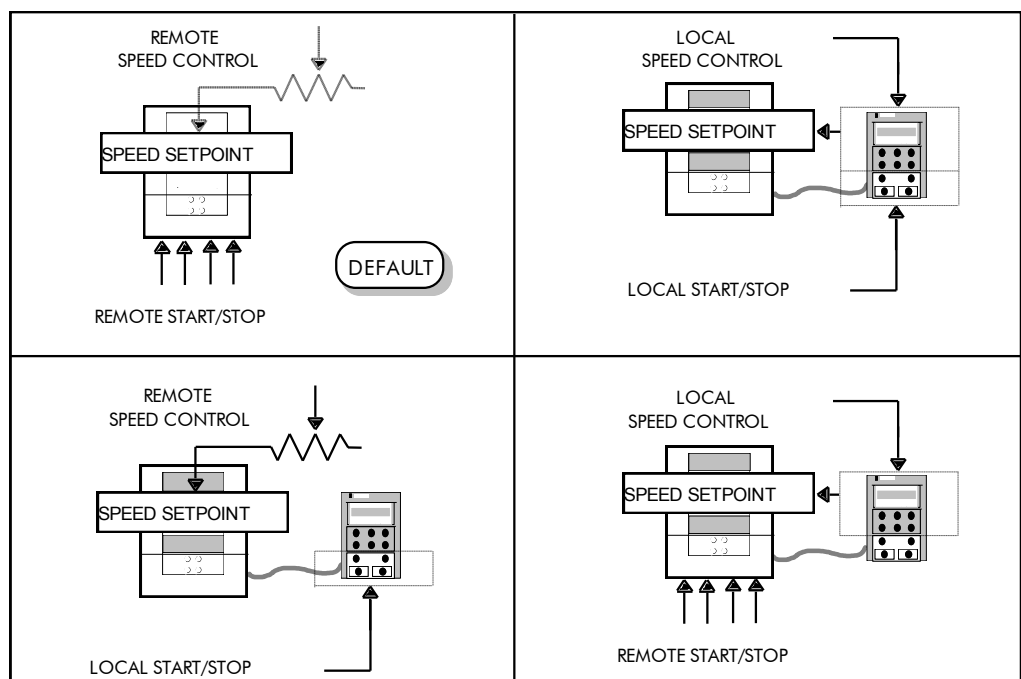 REMOTE
SPEED CONTROL
SPEED SETPOINT
DEFAULT
REMOTE START/STOP
LOCAL
SPEED CONTROL
SPEED SETPOINT
LOCAL START/STOP
REMOTE
SPEED CONTROL
SPEED SETPOINT
LOCAL START/STOP
LOCAL
SPEED CONTROL
SPEED SETPOINT
REMOTE START/STOP